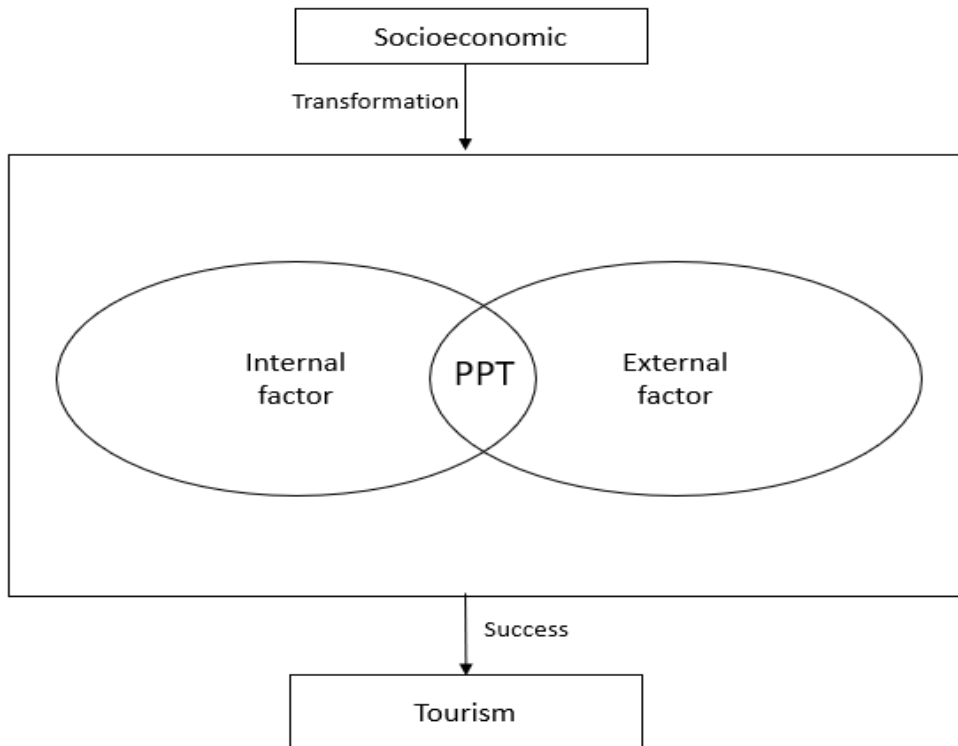 Socioeconomic
Transformation
Internal
factor
PPT
External
factor
Success
Tourism